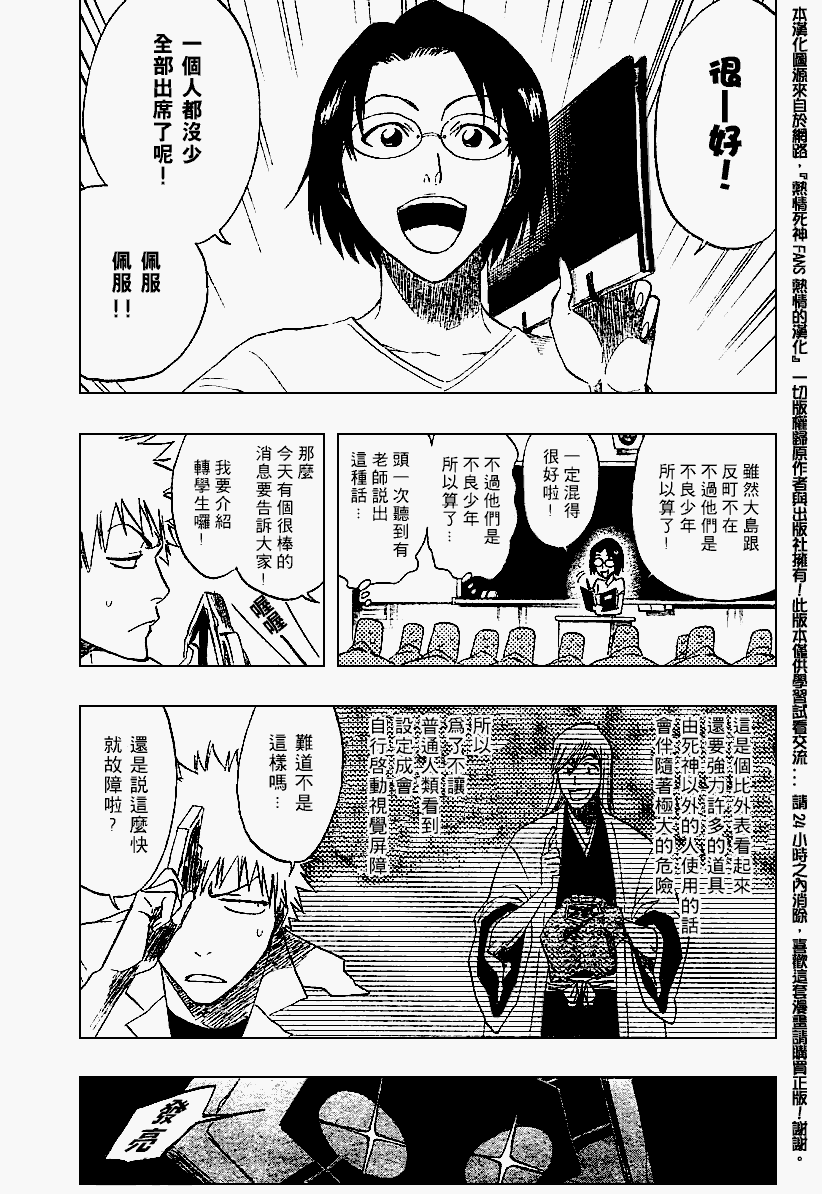 很─好！
一個人都沒少
全部出席了呢！
佩服
佩服！！
雖然大島跟
反町不在
不過他們是
不良少年
所以算了！
一定混得
很好啦！
不過他們是
不良少年
所以算了…
頭一次聽到有
老師説出
這種話…
那麼
今天有個很棒的
消息要告訴大家！
我要介紹
轉學生囉！
喔喔─
這是個比外表看起來
還要強力許多的道具
由死神以外的人使用的話
會伴隨著極大的危險
所以
爲了不讓
普通人類看到
設定成會
自行啓動視覺屏障
難道不是
這樣嗎…
還是説這麼快
就故障啦？
發亮
本漢化圖源來自於網路，『熱情死神 FANS 熱情的漢化』一切版權歸原作者與出版社擁有！此版本僅供學習試看交流... 請 24 小時之內消除，喜歡這套漫畫請購買正版！謝謝。